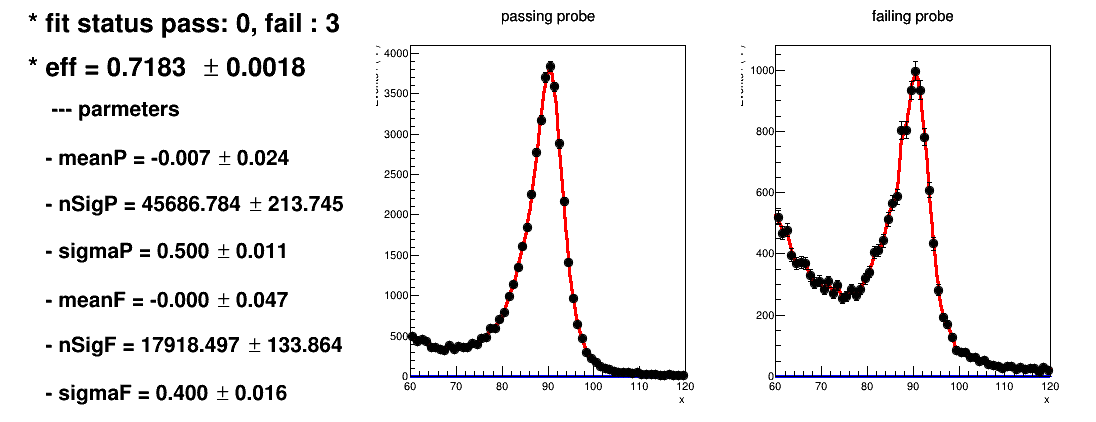 * fit status pass: 0, fail : 3
* eff = 0.7183 ± 0.0018
--- parmeters
- meanP = -0.007 ± 0.024
- nSigP = 45686.784 ± 213.745
- sigmaP = 0.500 ± 0.011
- meanF = -0.000 ± 0.047
- nSigF = 17918.497 ± 133.864
- sigmaF = 0.400 ± 0.016
passing probe
4000
3500
3000
2500
2000
1500
1000
500
0
60 70 80 90 100 110 120
x
failing probe
1000
800
600
400
200
0
60 70 80 90 100 110 120
x